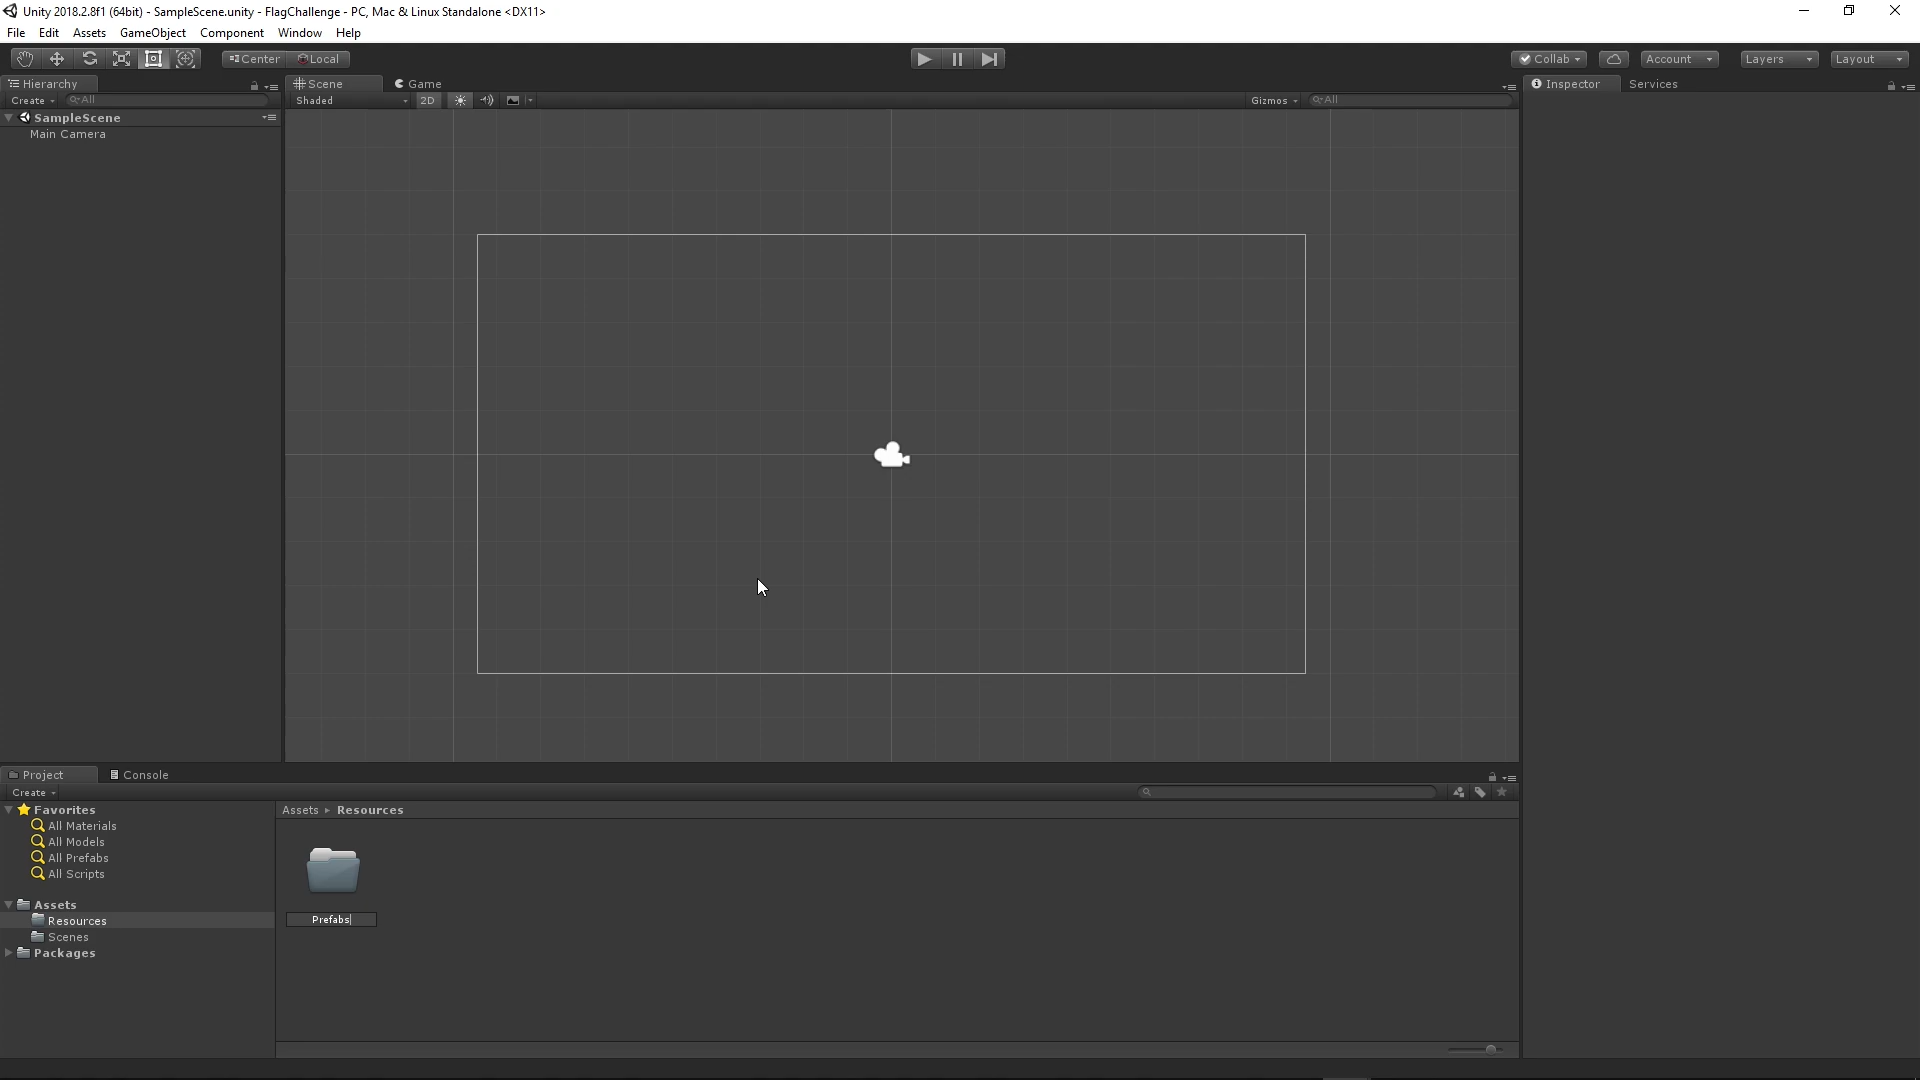 Unity 2018.2.8f1 (64bit) - SampleScene.unity - FlagChallenge - PC, Mac & Linux Standalone <DX11>
File Edit Assets GameObject Component Window Help
Center Local Collab Account Layers Layout
Hierarchy
Create All
SampleScene
Main Camera
Scene Game
Shaded 2D Gizmos All
Inspector Services
Project Console
Create
Favorites
All Materials
All Models
All Prefabs
All Scripts
Assets
Resources
Scenes
Packages
Assets ▸ Resources
Prefabs